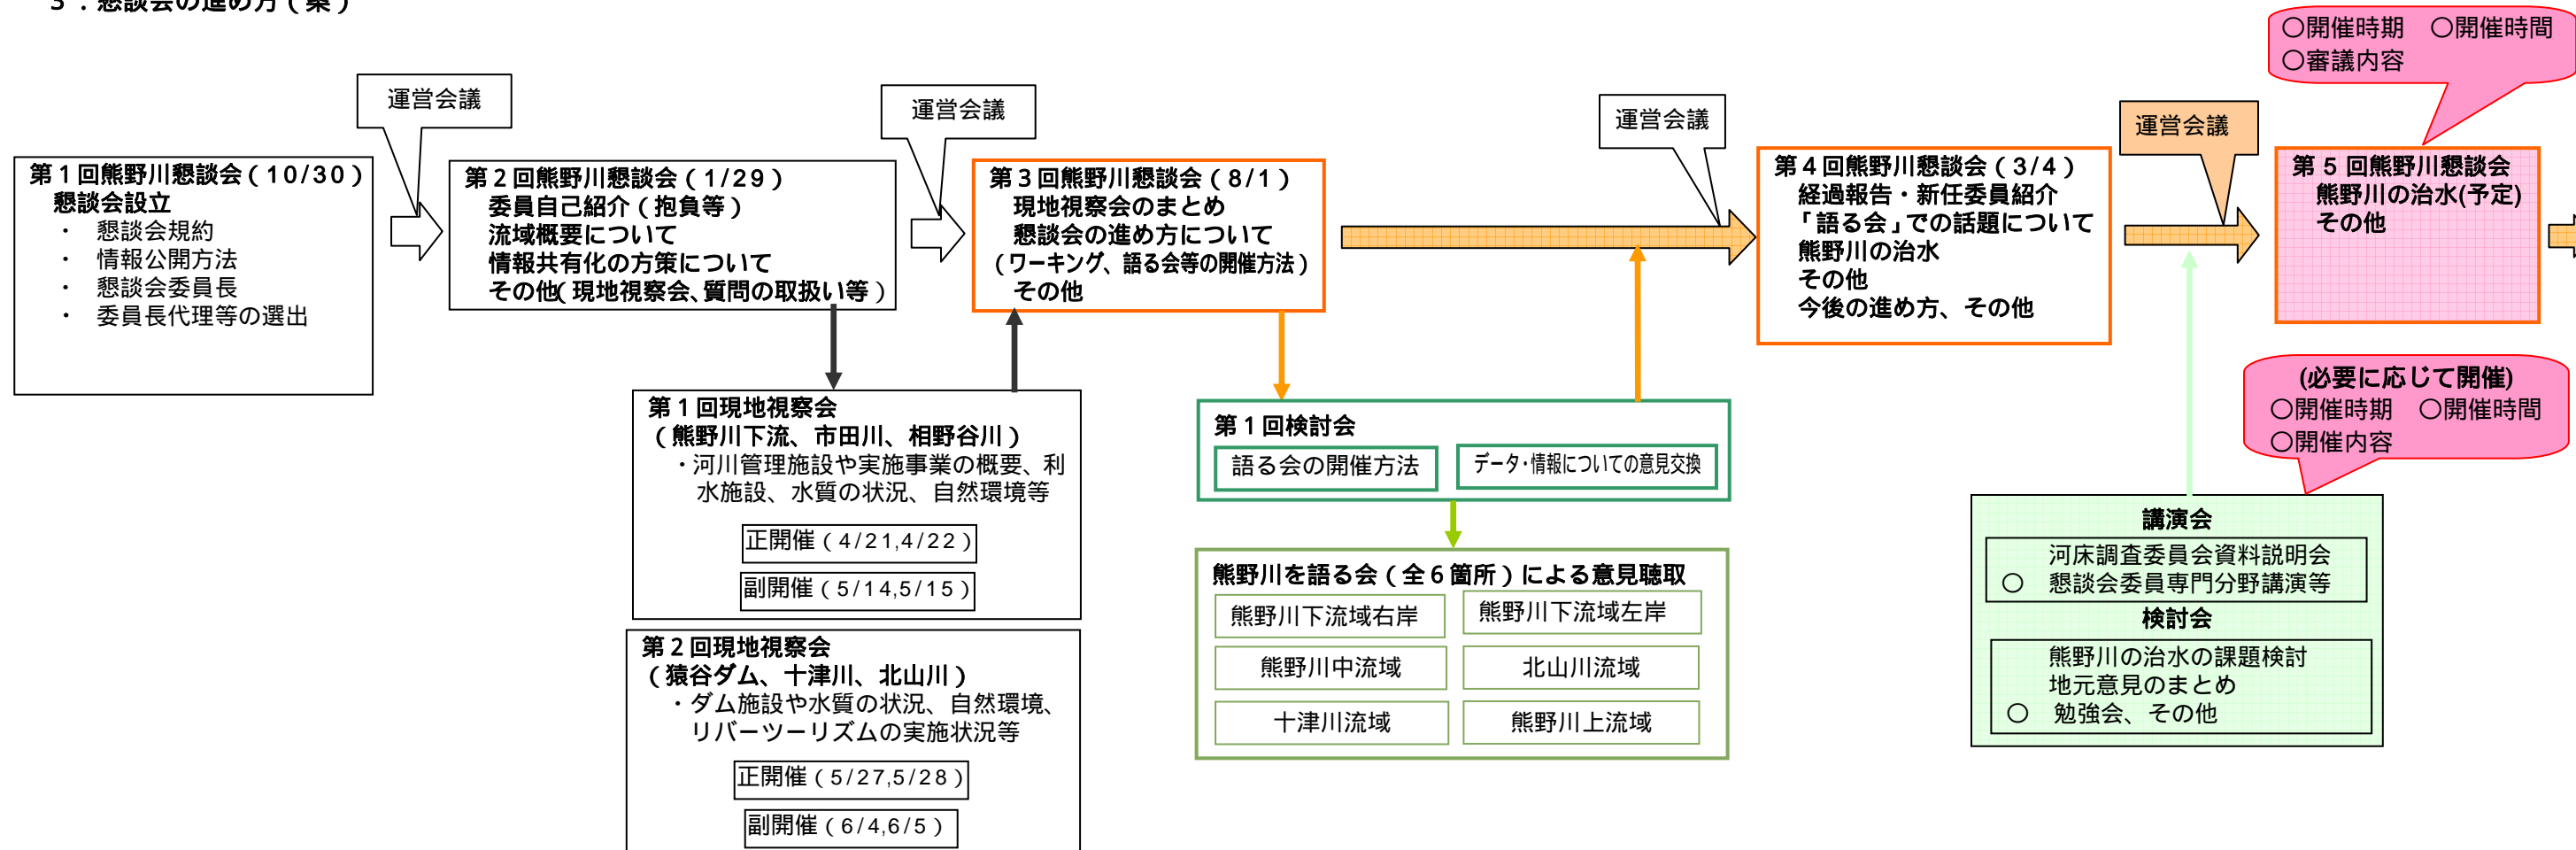 ３．懇談会の進め方（案）
○開催時期　○開催時間
○審議内容
運営会議
運営会議
運営会議
運営会議
第１回熊野川懇談会（10/30）
懇談会設立
・　懇談会規約
・　情報公開方法
・　懇談会委員長
・　委員長代理等の選出
第２回熊野川懇談会（1/29）
委員自己紹介（抱負等）
流域概要について
情報共有化の方策について
その他（現地視察会、質問の取扱い等）
第３回熊野川懇談会（8/1）
現地視察会のまとめ
懇談会の進め方について
（ワーキング、語る会等の開催方法）
その他
第４回熊野川懇談会（3/4）
経過報告・新任委員紹介
「語る会」での話題について
熊野川の治水
その他
今後の進め方、その他
第５回熊野川懇談会
熊野川の治水(予定)
その他
第１回現地視察会
（熊野川下流、市田川、相野谷川）
・河川管理施設や実施事業の概要、利
水施設、水質の状況、自然環境等
正開催（4/21,4/22）
副開催（5/14,5/15）
第２回現地視察会
（猿谷ダム、十津川、北山川）
・ダム施設や水質の状況、自然環境、
リバーツーリズムの実施状況等
正開催（5/27,5/28）
副開催（6/4,6/5）
第１回検討会
語る会の開催方法
データ・情報についての意見交換
熊野川を語る会（全６箇所）による意見聴取
熊野川下流域右岸
熊野川下流域左岸
熊野川中流域
北山川流域
十津川流域
熊野川上流域
(必要に応じて開催)
○開催時期　○開催時間
○開催内容
講演会
河床調査委員会資料説明会
○　懇談会委員専門分野講演等
検討会
熊野川の治水の課題検討
地元意見のまとめ
○　勉強会、その他